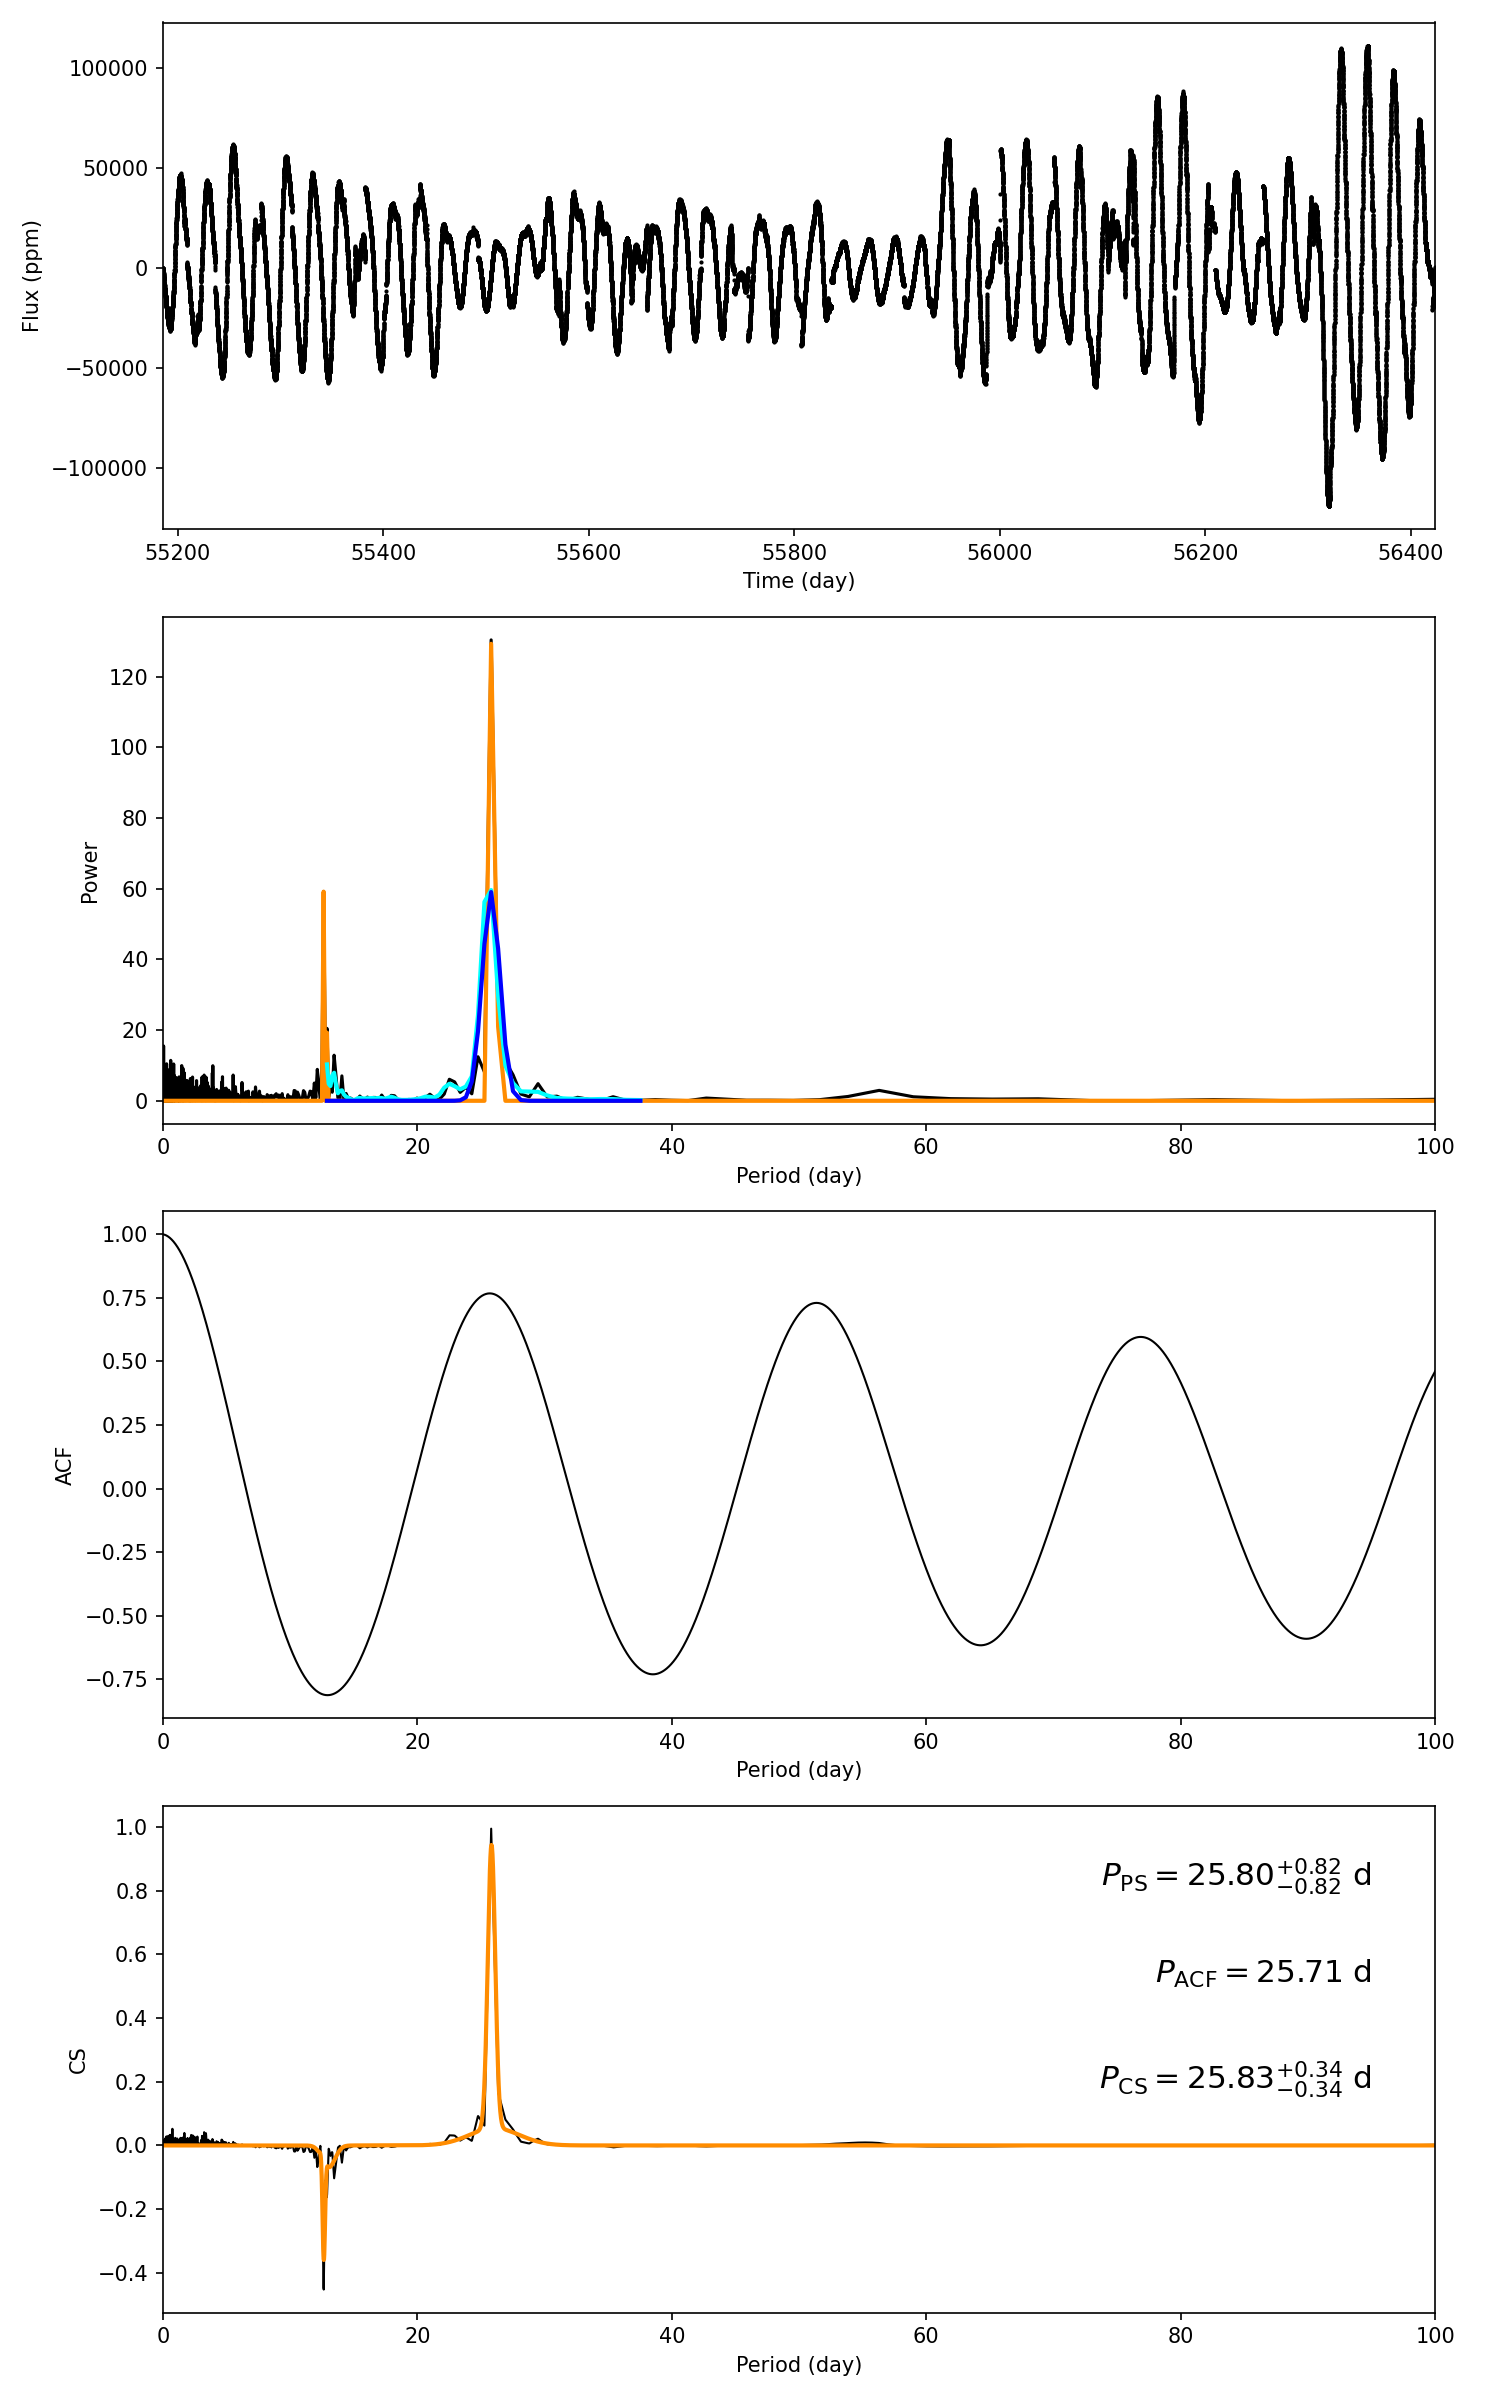 100000
50000
0
−50000
−100000
Flux (ppm)
55200 55400 55600 55800 56000 56200 56400
Time (day)
120
100
80
60
40
20
0
Power
0 20 40 60 80 100
Period (day)
1.00
0.75
0.50
0.25
0.00
−0.25
−0.50
−0.75
ACF
0 20 40 60 80 100
Period (day)
1.0
0.8
0.6
0.4
0.2
0.0
−0.2
−0.4
CS
P_PS = 25.80 +0.82 −0.82 d
P_ACF = 25.71 d
P_CS = 25.83 +0.34 −0.34 d
0 20 40 60 80 100
Period (day)